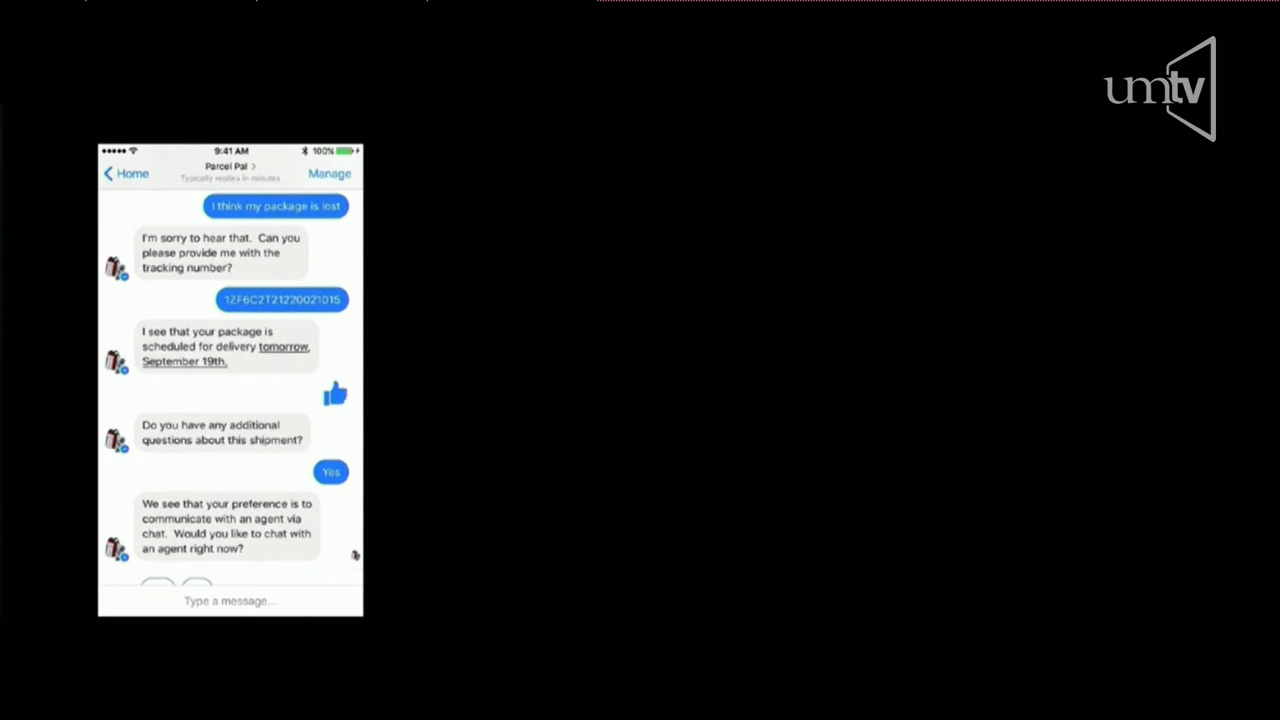 umtv
9:41 AM
100%
Home
Parcel Pal
Manage
Typically replies in minutes
I think my package is lost
I'm sorry to hear that. Can you
please provide me with the
tracking number?
1ZF6C2T21220021015
I see that your package is
scheduled for delivery tomorrow,
September 19th.
Do you have any additional
questions about this shipment?
Yes
We see that your preference is to
communicate with an agent via
chat. Would you like to chat with
an agent right now?
Type a message...